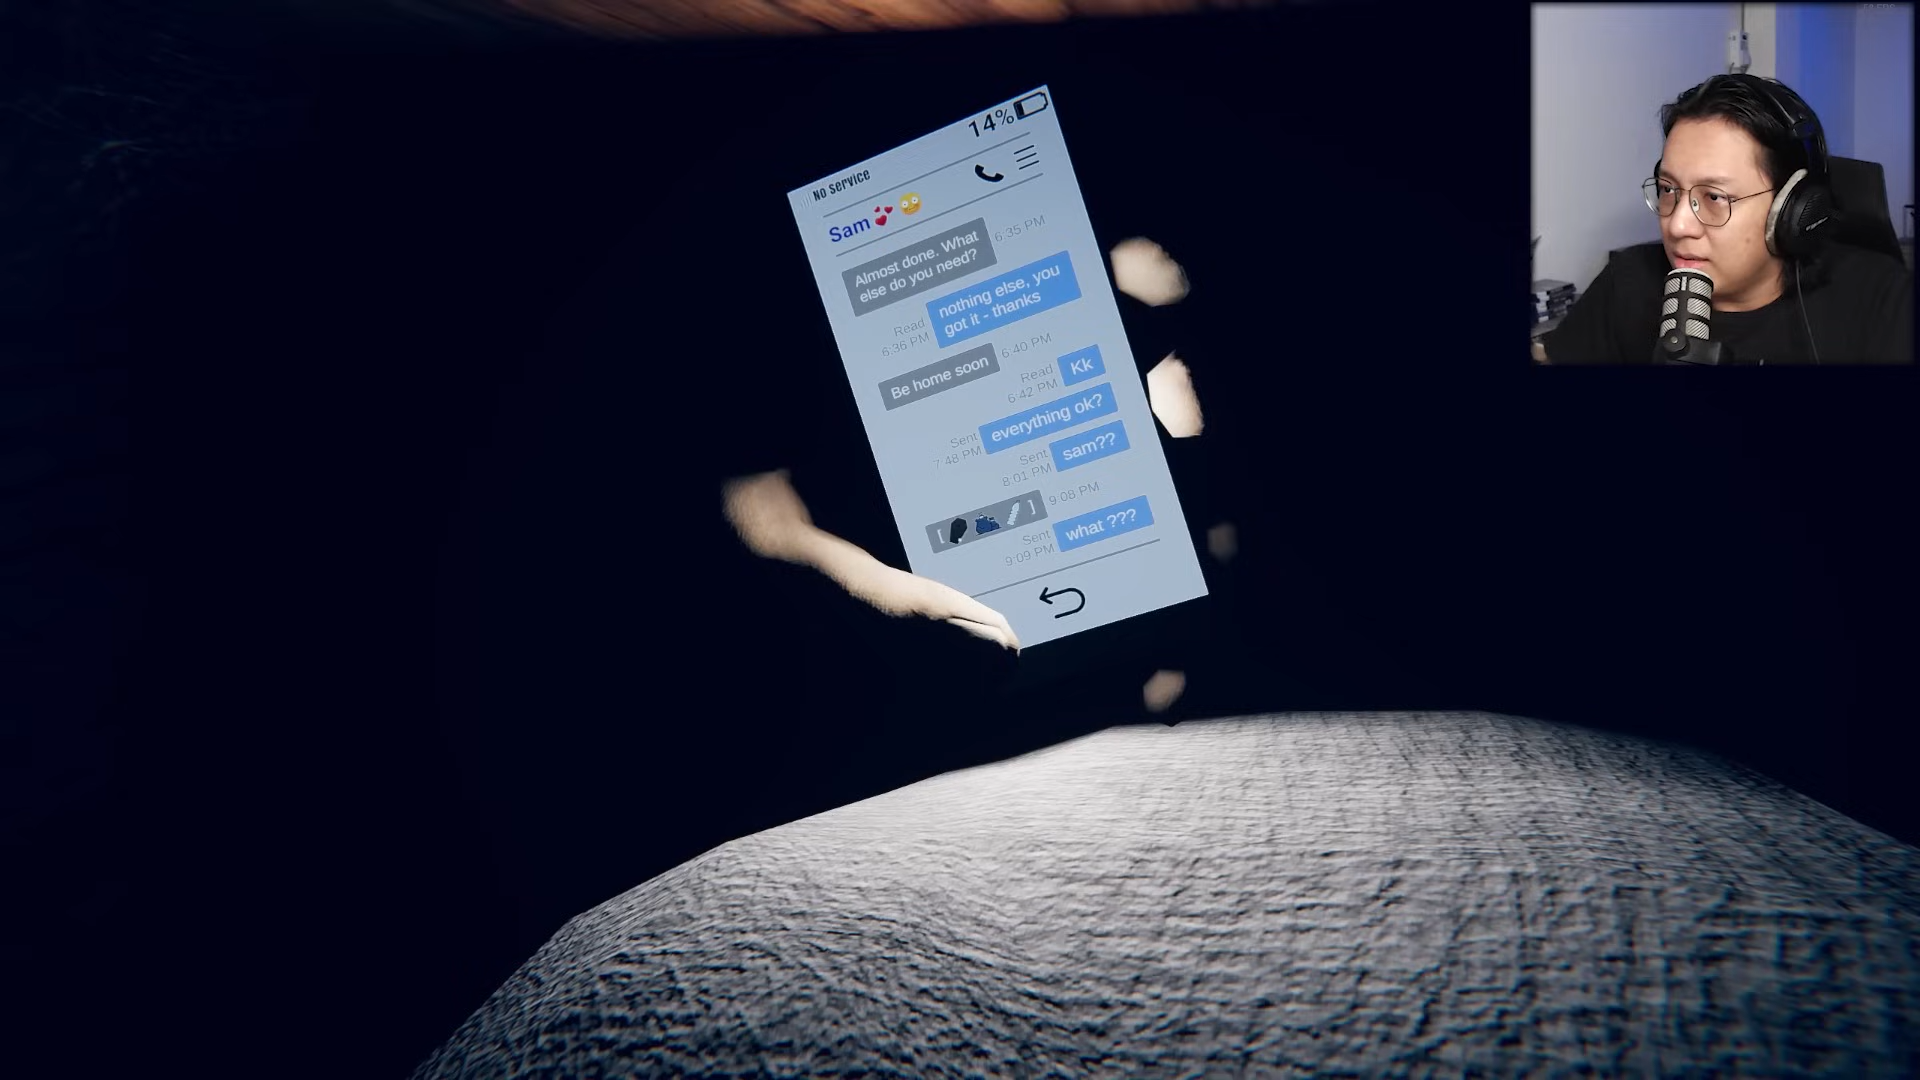 14%
No service
Sam
Almost done. What
else do you need?
6:35 PM
nothing else, you
got it - thanks
Read
6:36 PM
Be home soon
6:40 PM
Kk
Read
6:42 PM
everything ok?
Sent
7:48 PM
sam??
Sent
8:01 PM
[ ]
9:08 PM
what ???
Sent
9:09 PM